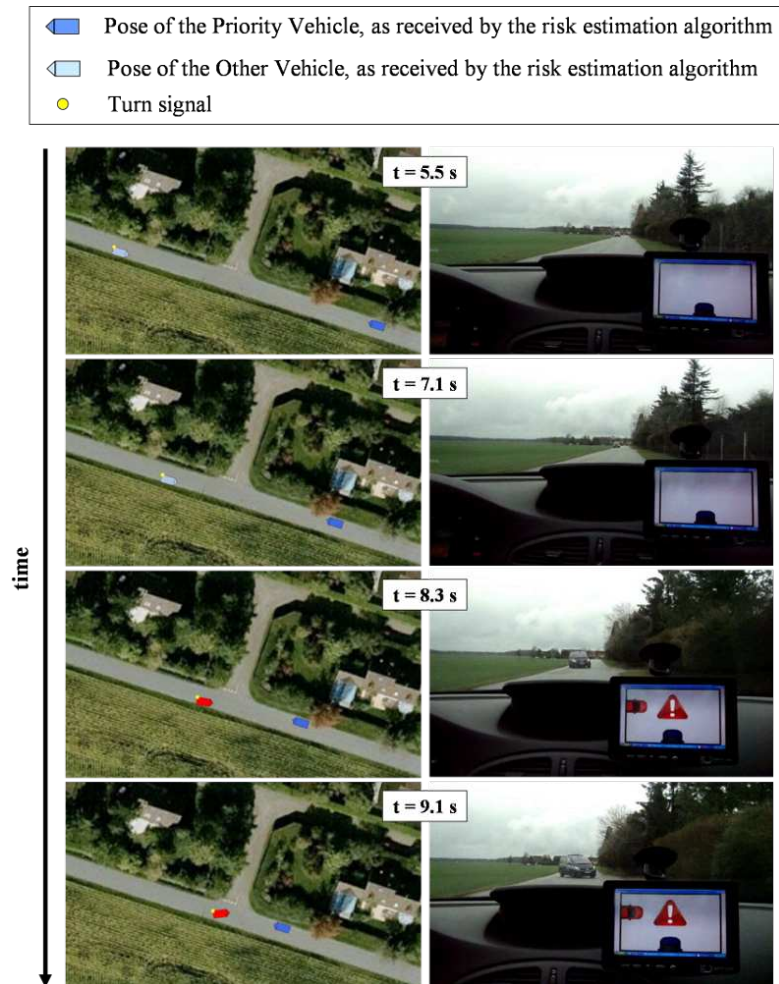 Pose of the Priority Vehicle, as received by the risk estimation algorithm
Pose of the Other Vehicle, as received by the risk estimation algorithm
Turn signal
t = 5.5 s
t = 7.1 s
time
t = 8.3 s
t = 9.1 s